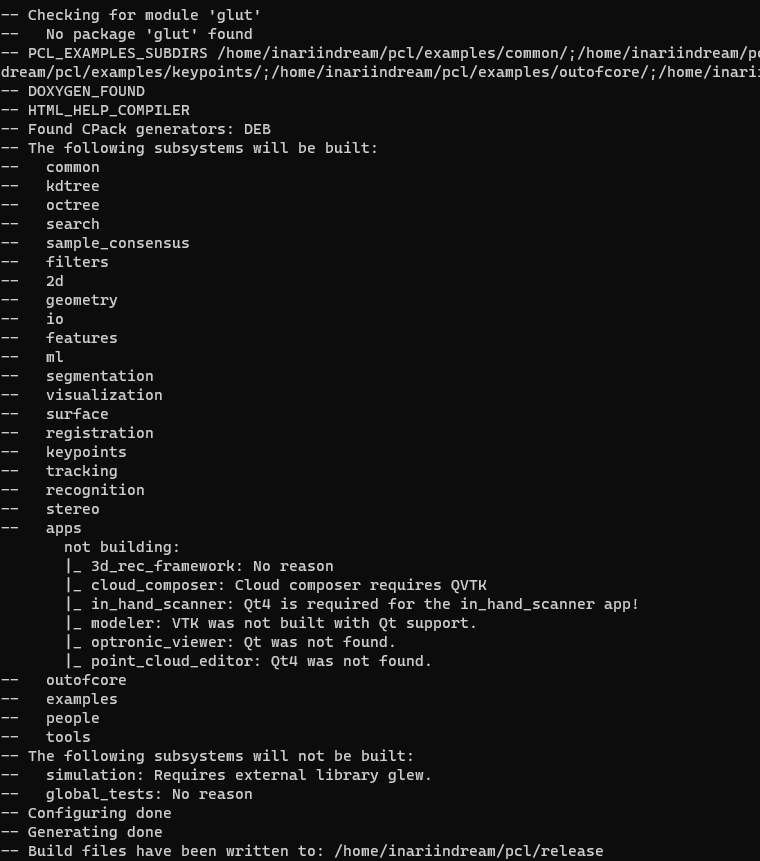 -- Checking for module 'glut'
--   No package 'glut' found
-- PCL_EXAMPLES_SUBDIRS /home/inariindream/pcl/examples/common/;/home/inariindream/p
dream/pcl/examples/keypoints/;/home/inariindream/pcl/examples/outofcore/;/home/inarii
-- DOXYGEN_FOUND
-- HTML_HELP_COMPILER
-- Found CPack generators: DEB
-- The following subsystems will be built:
--   common
--   kdtree
--   octree
--   search
--   sample_consensus
--   filters
--   2d
--   geometry
--   io
--   features
--   ml
--   segmentation
--   visualization
--   surface
--   registration
--   keypoints
--   tracking
--   recognition
--   stereo
--   apps
       not building:
       |_ 3d_rec_framework: No reason
       |_ cloud_composer: Cloud composer requires QVTK
       |_ in_hand_scanner: Qt4 is required for the in_hand_scanner app!
       |_ modeler: VTK was not built with Qt support.
       |_ optronic_viewer: Qt was not found.
       |_ point_cloud_editor: Qt4 was not found.
--   outofcore
--   examples
--   people
--   tools
-- The following subsystems will not be built:
--   simulation: Requires external library glew.
--   global_tests: No reason
-- Configuring done
-- Generating done
-- Build files have been written to: /home/inariindream/pcl/release